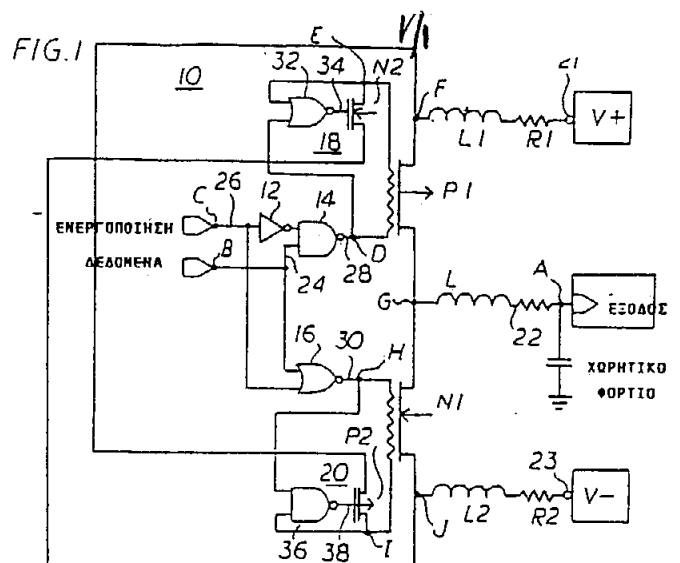 FIG.1
10
E
V/1
32
34
N2
18
F
21
L1
R1
V+
P1
C
26
12
14
ΕΝΕΡΓΟΠΟΙΗΣΗ
ΔΕΔΟΜΕΝΑ
B
24
28
D
G
L
22
A
ΕΞΟΔΟΣ
ΧΩΡΗΤΙΚΟ
ΦΟΡΤΙΟ
16
30
H
N1
P2
20
36
38
I
J
L2
R2
23
V-